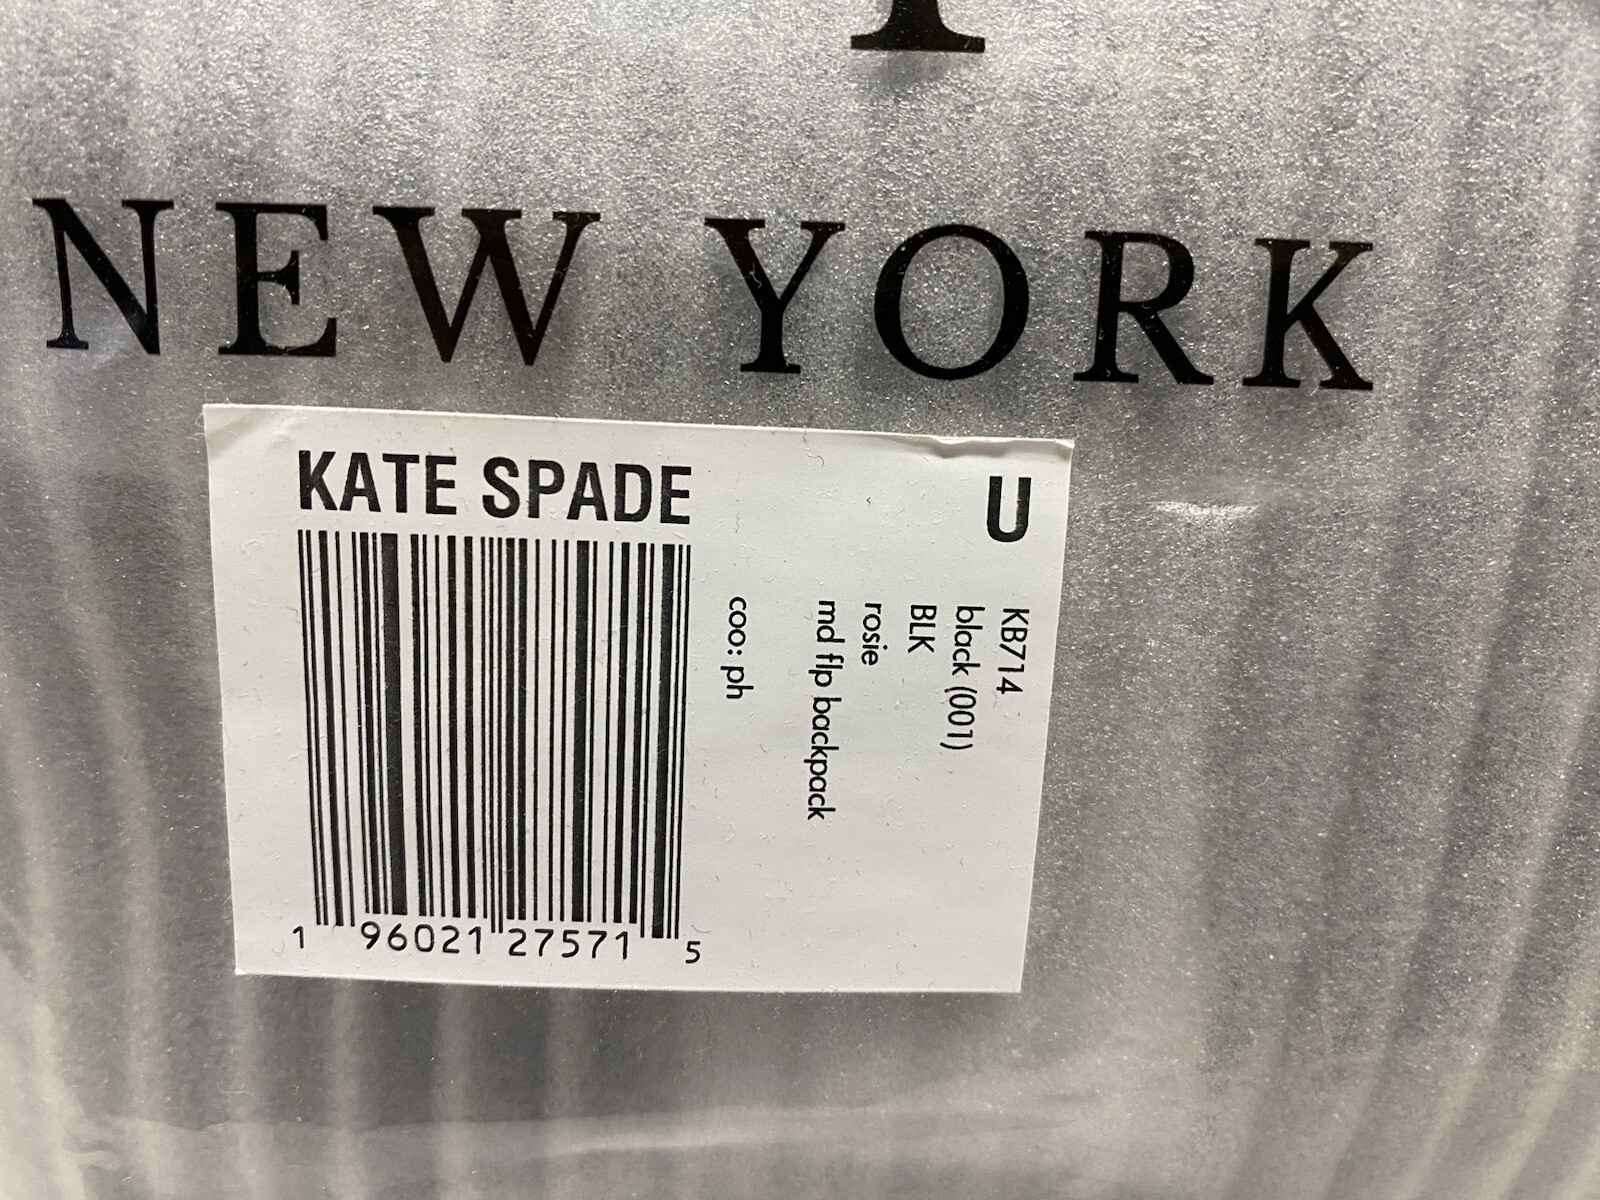 NEW YORK
KATE SPADE
U
KB714
black (001)
BLK
rosie
md flp backpack
coo: ph
1 96021 27571 5